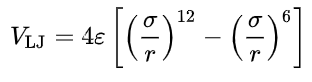 V_LJ = 4ε [ (σ/r)^12 − (σ/r)^6 ]